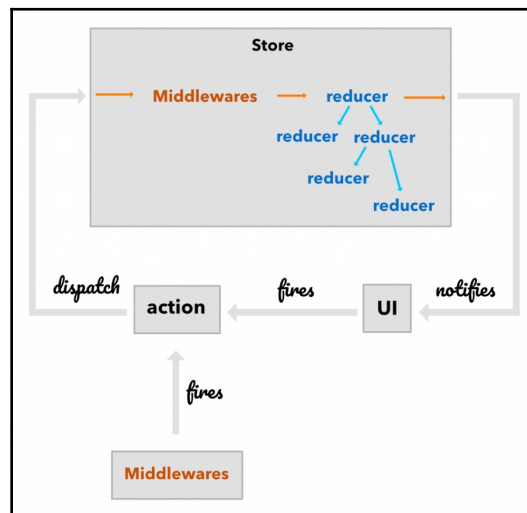 Store
Middlewares
reducer
reducer
reducer
reducer
reducer
dispatch
fires
notifies
action
UI
fires
Middlewares